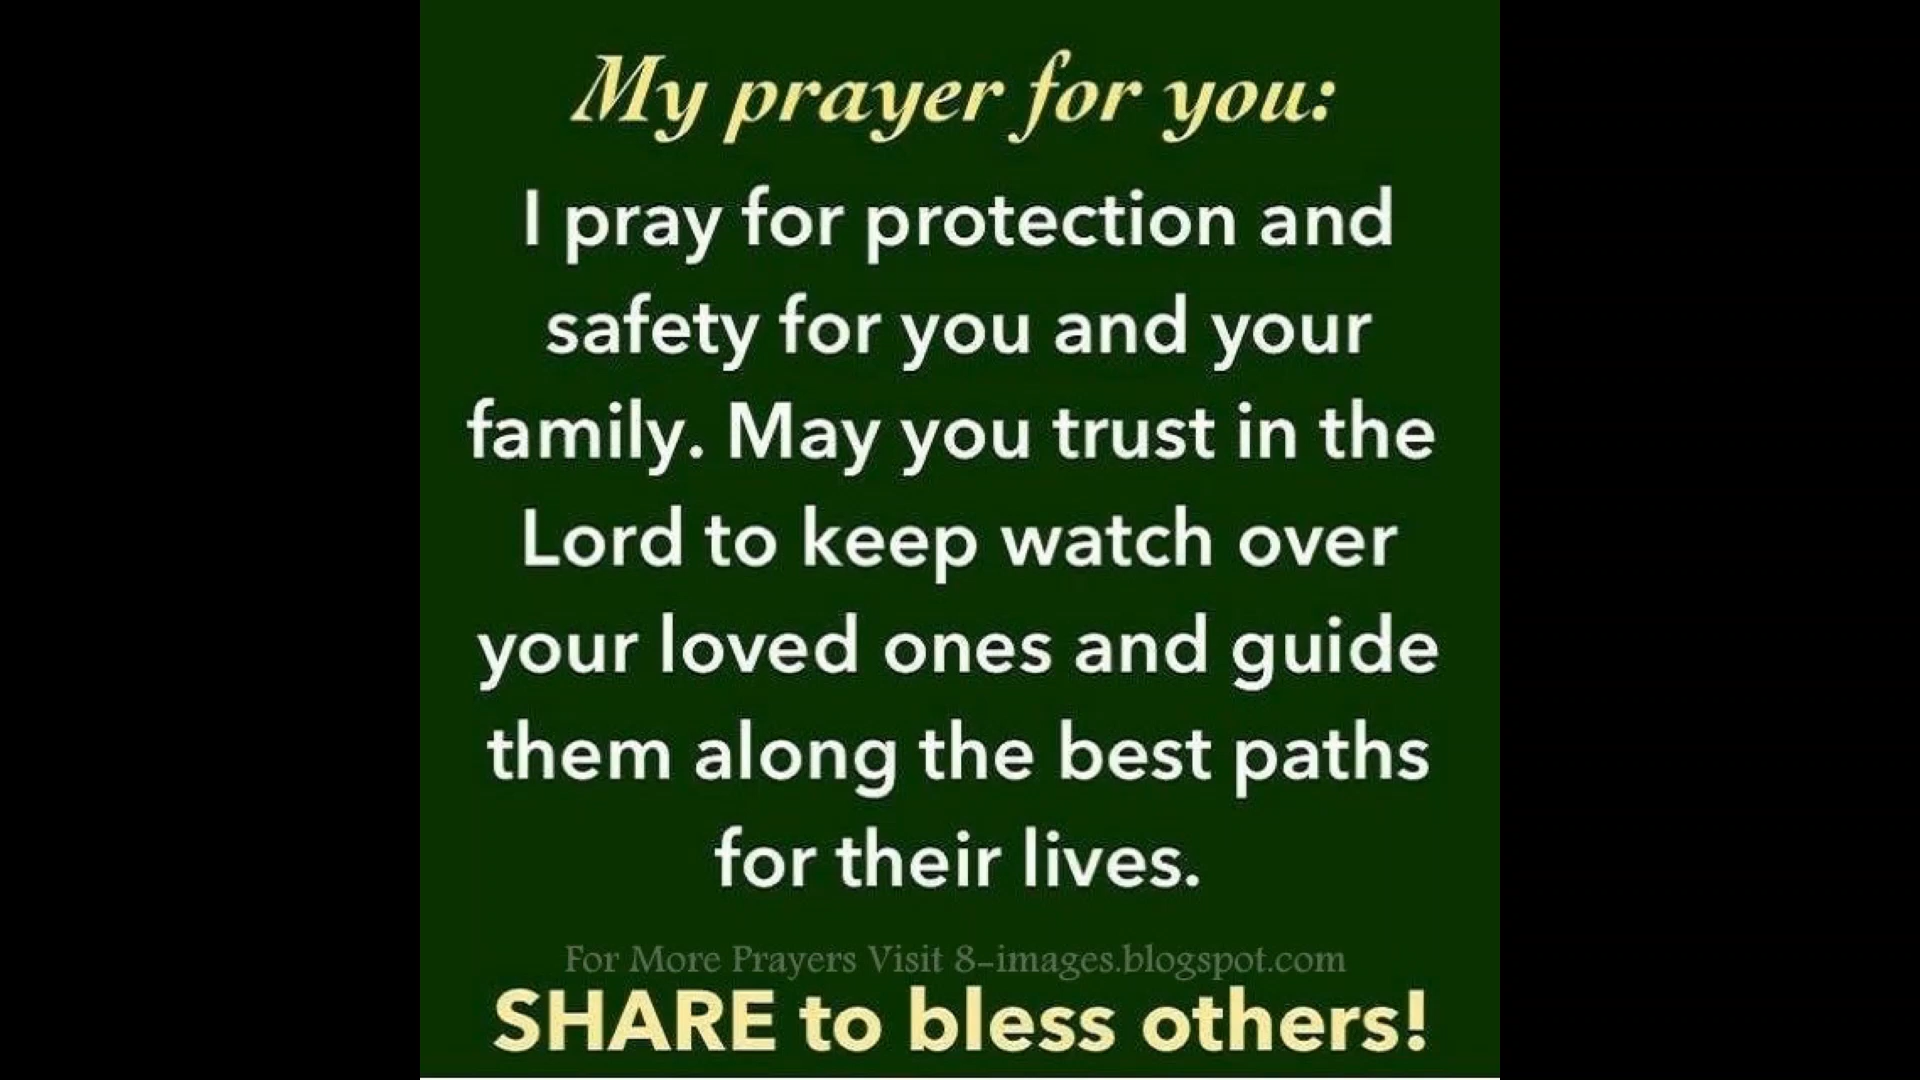 My prayer for you:
I pray for protection and
safety for you and your
family. May you trust in the
Lord to keep watch over
your loved ones and guide
them along the best paths
for their lives.
For More Prayers Visit 8-images.blogspot.com
SHARE to bless others!